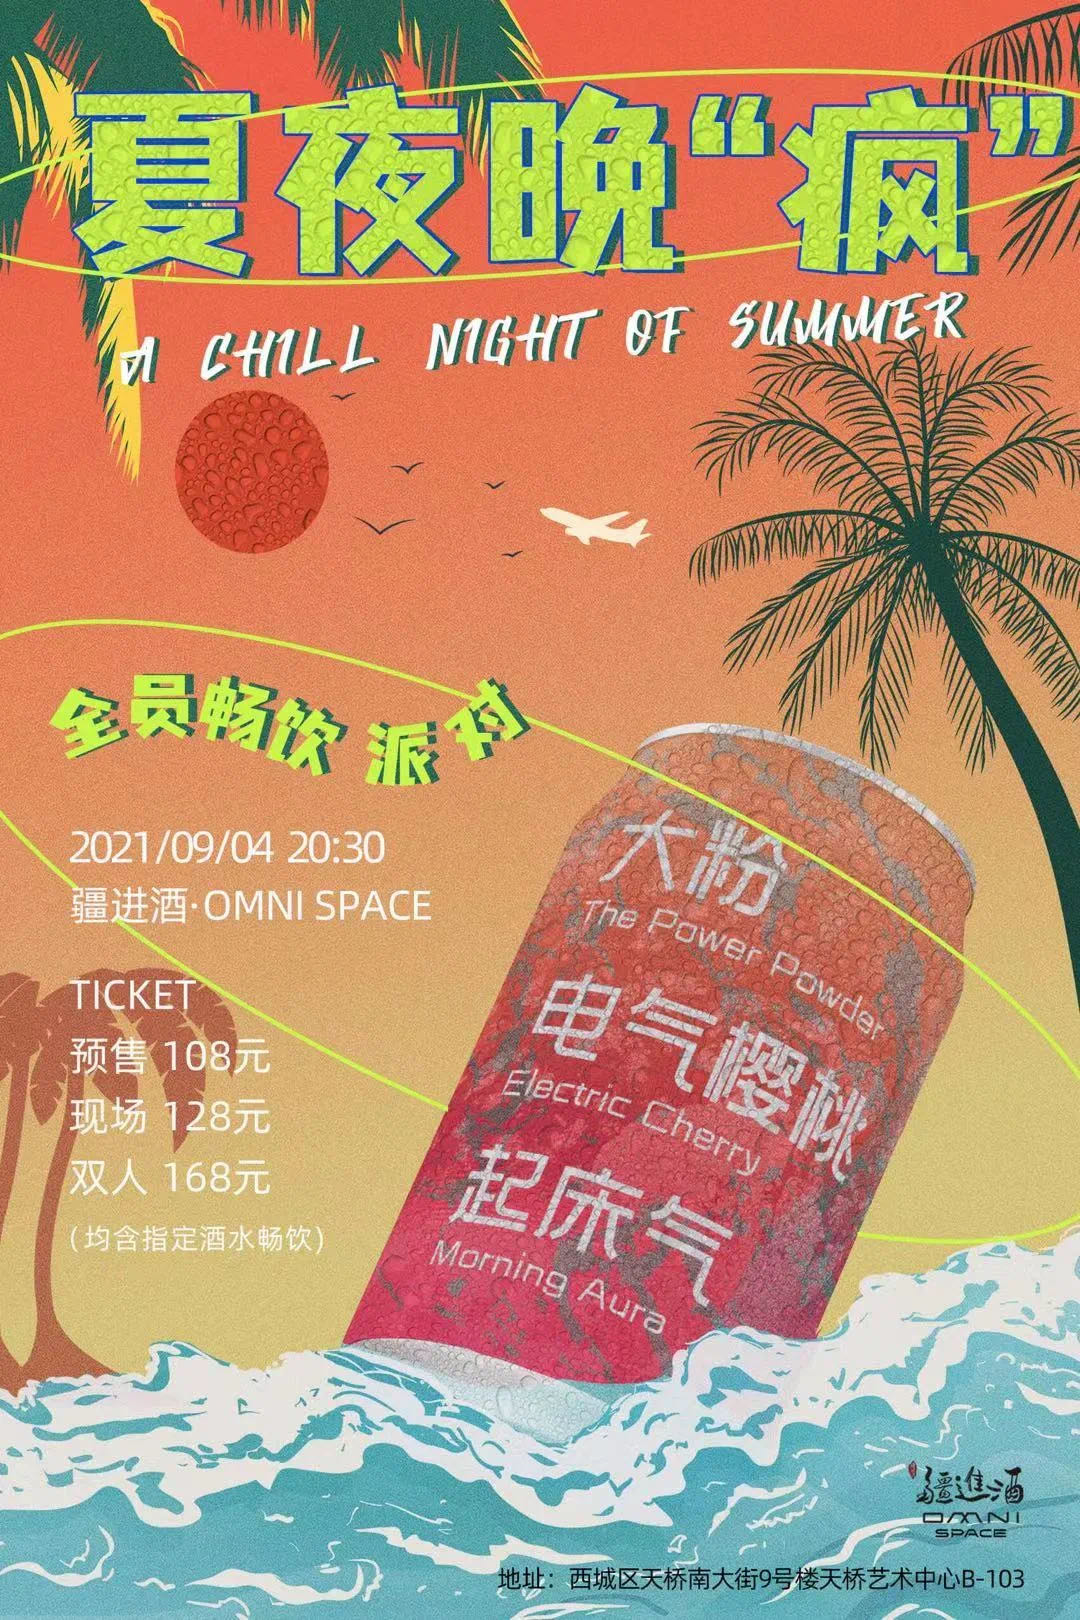 夏夜晚“疯”
A CHILL NIGHT OF SUMMER
全员畅饮 派对
2021/09/04 20:30
疆进酒·OMNI SPACE
TICKET
预售 108元
现场 128元
双人 168元
(均含指定酒水畅饮)
大粉
The Power Powder
电气樱桃
Electric Cherry
起床气
Morning Aura
疆進酒
OMNI
SPACE
地址：西城区天桥南大街9号楼天桥艺术中心B-103